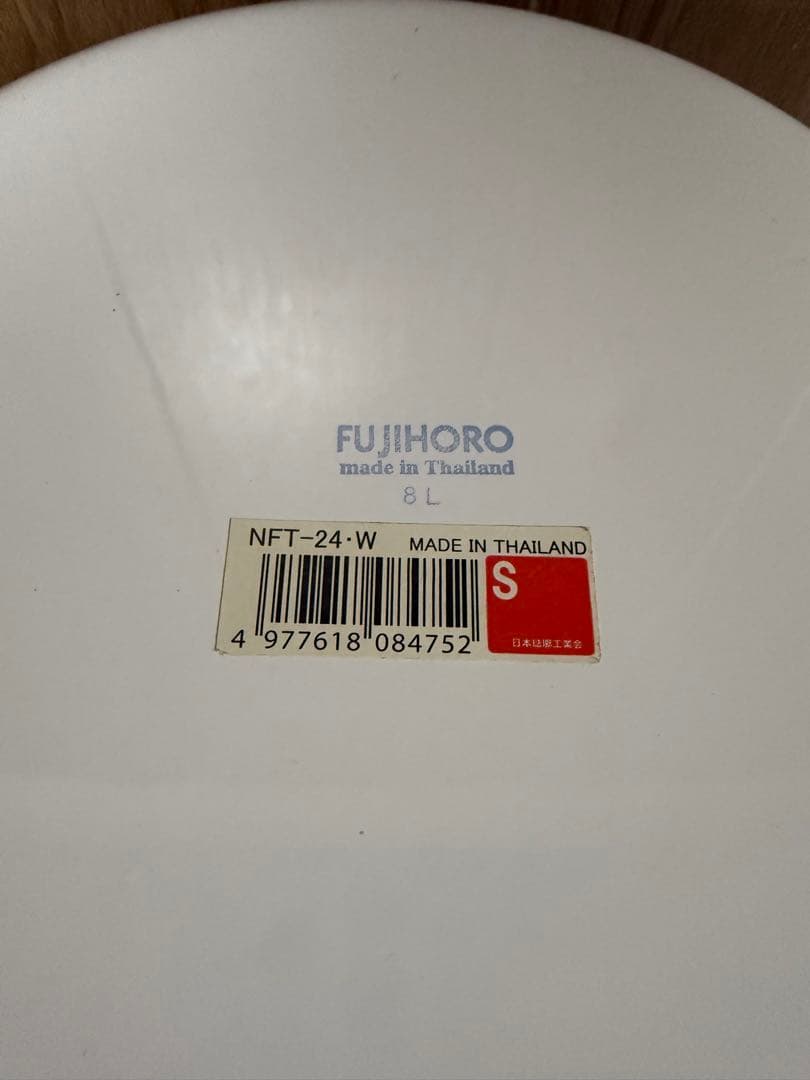 FUJIHORO
made in Thailand
8 L
NFT-24・W MADE IN THAILAND
S
4 977618 084752
日本琺瑯工業会